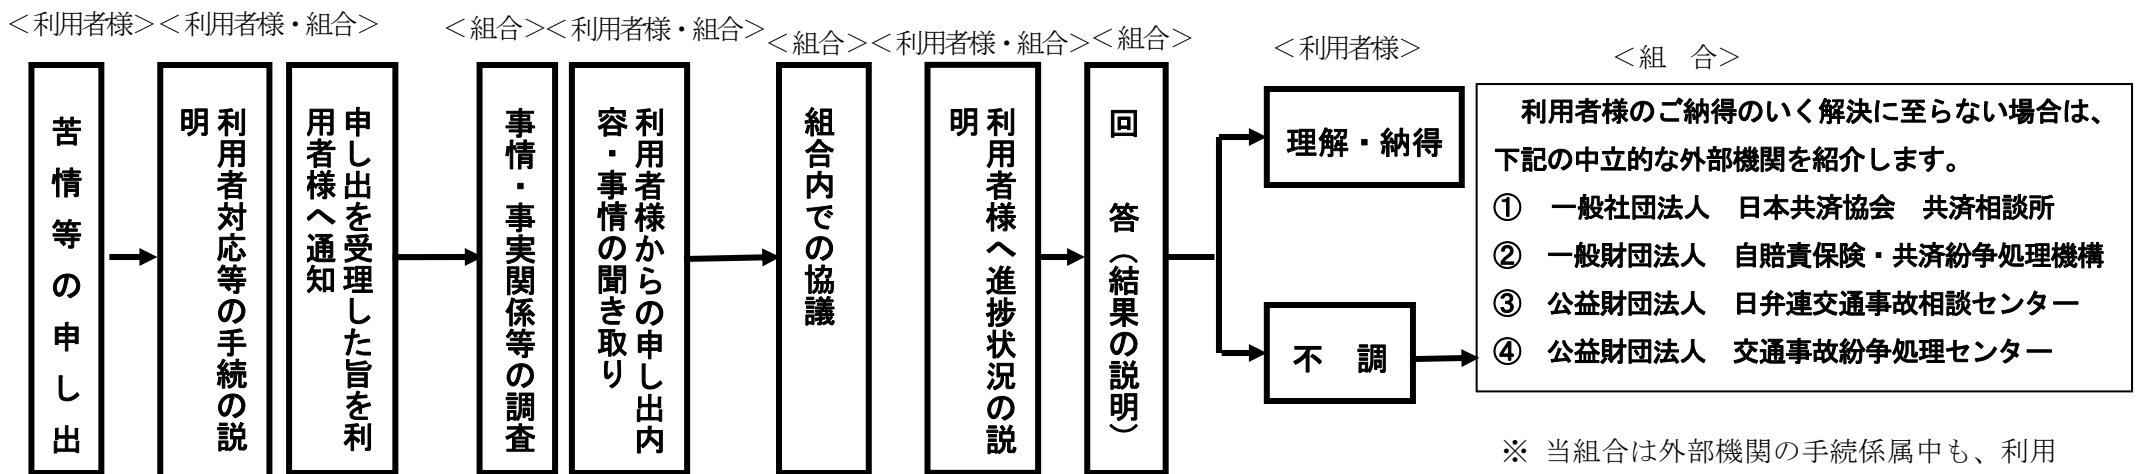 ＜利用者様＞＜利用者様・組合＞
＜組合＞＜利用者様・組合＞
＜組合＞＜利用者様・組合＞＜組合＞
＜利用者様＞
＜組　合＞
苦情等の申し出
利用者対応等の手続の説
明
申し出を受理した旨を利
用者様へ通知
事情・事実関係等の調査
利用者様からの申し出内
容・事情の聞き取り
組合内での協議
利用者様へ進捗状況の説
明
回　答（結果の説明）
理解・納得
不　調
利用者様のご納得のいく解決に至らない場合は、
下記の中立的な外部機関を紹介します。
①　一般社団法人　日本共済協会　共済相談所
②　一般財団法人　自賠責保険・共済紛争処理機構
③　公益財団法人　日弁連交通事故相談センター
④　公益財団法人　交通事故紛争処理センター
※ 当組合は外部機関の手続係属中も、利用